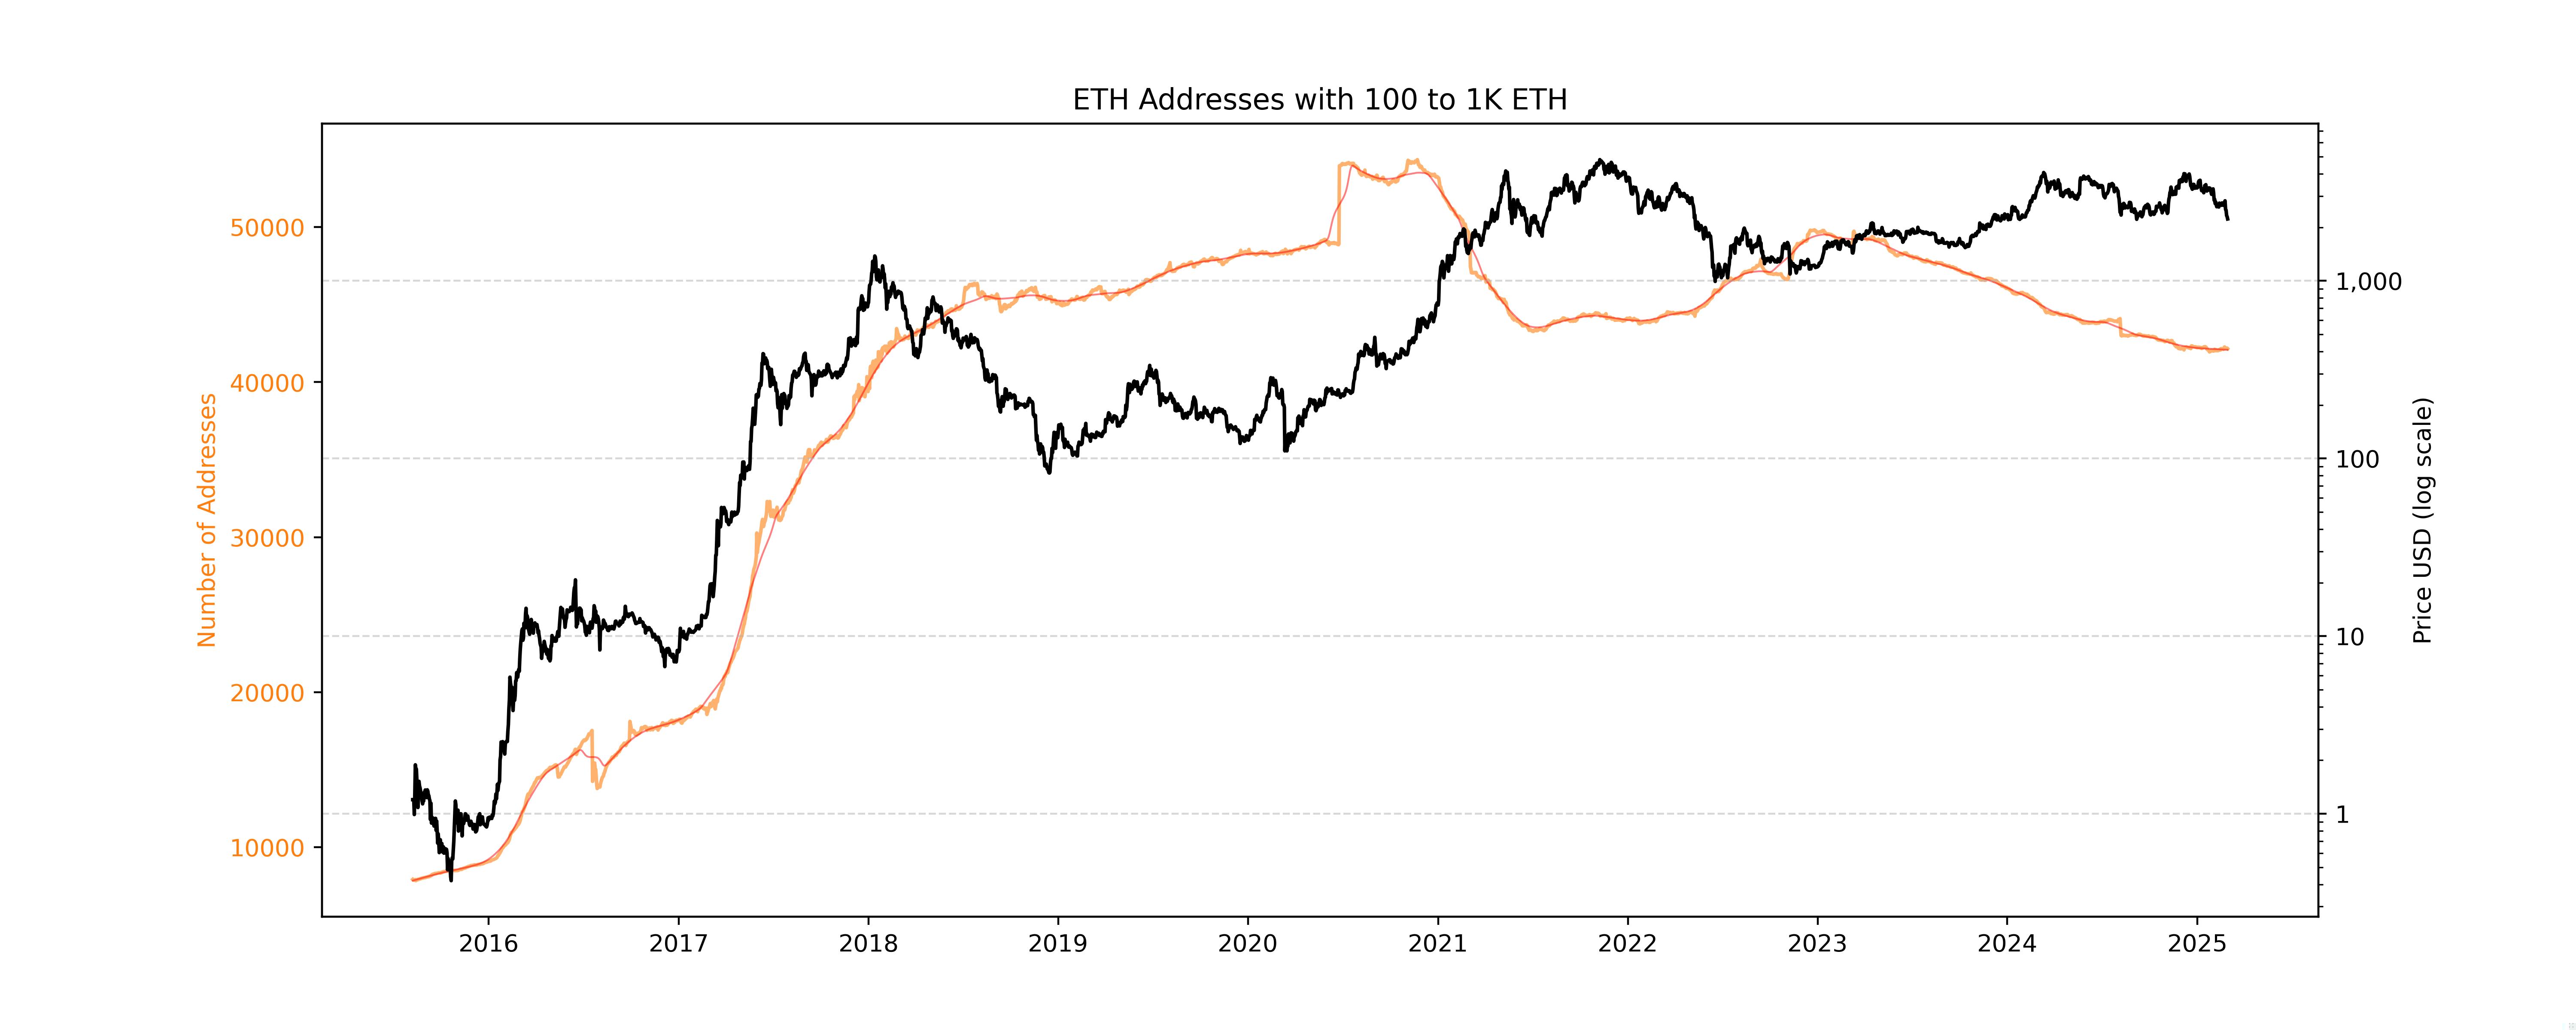 ETH Addresses with 100 to 1K ETH
Number of Addresses
50000
40000
30000
20000
10000
1,000
100
10
1
Price USD (log scale)
2016 2017 2018 2019 2020 2021 2022 2023 2024 2025